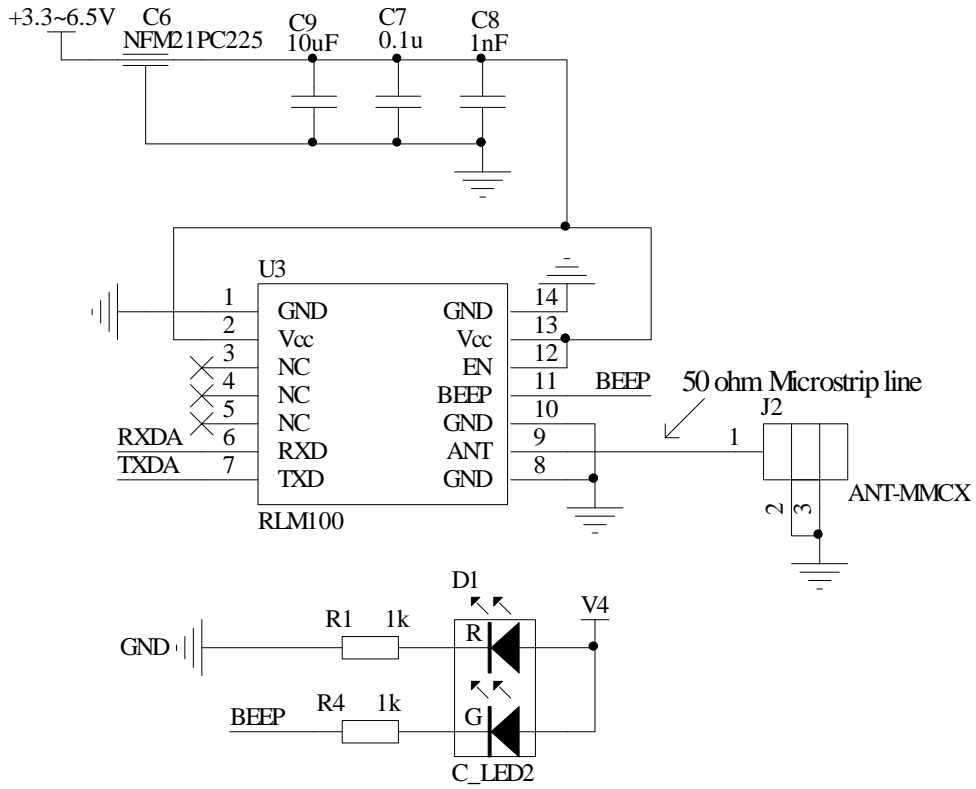 +3.3~6.5V
C6
NFM21PC225
C9
10uF
C7
0.1u
C8
1nF
U3
1 GND
2 Vcc
3 NC
4 NC
5 NC
RXDA 6 RXD
TXDA 7 TXD
GND 14
Vcc 13
EN 12
BEEP 11 BEEP
GND 10
ANT 9
GND 8
RLM100
50 ohm Microstrip line
J2
1
2
3
ANT-MMCX
D1
V4
GND
R1 1k
R
BEEP
R4 1k
G
C_LED2